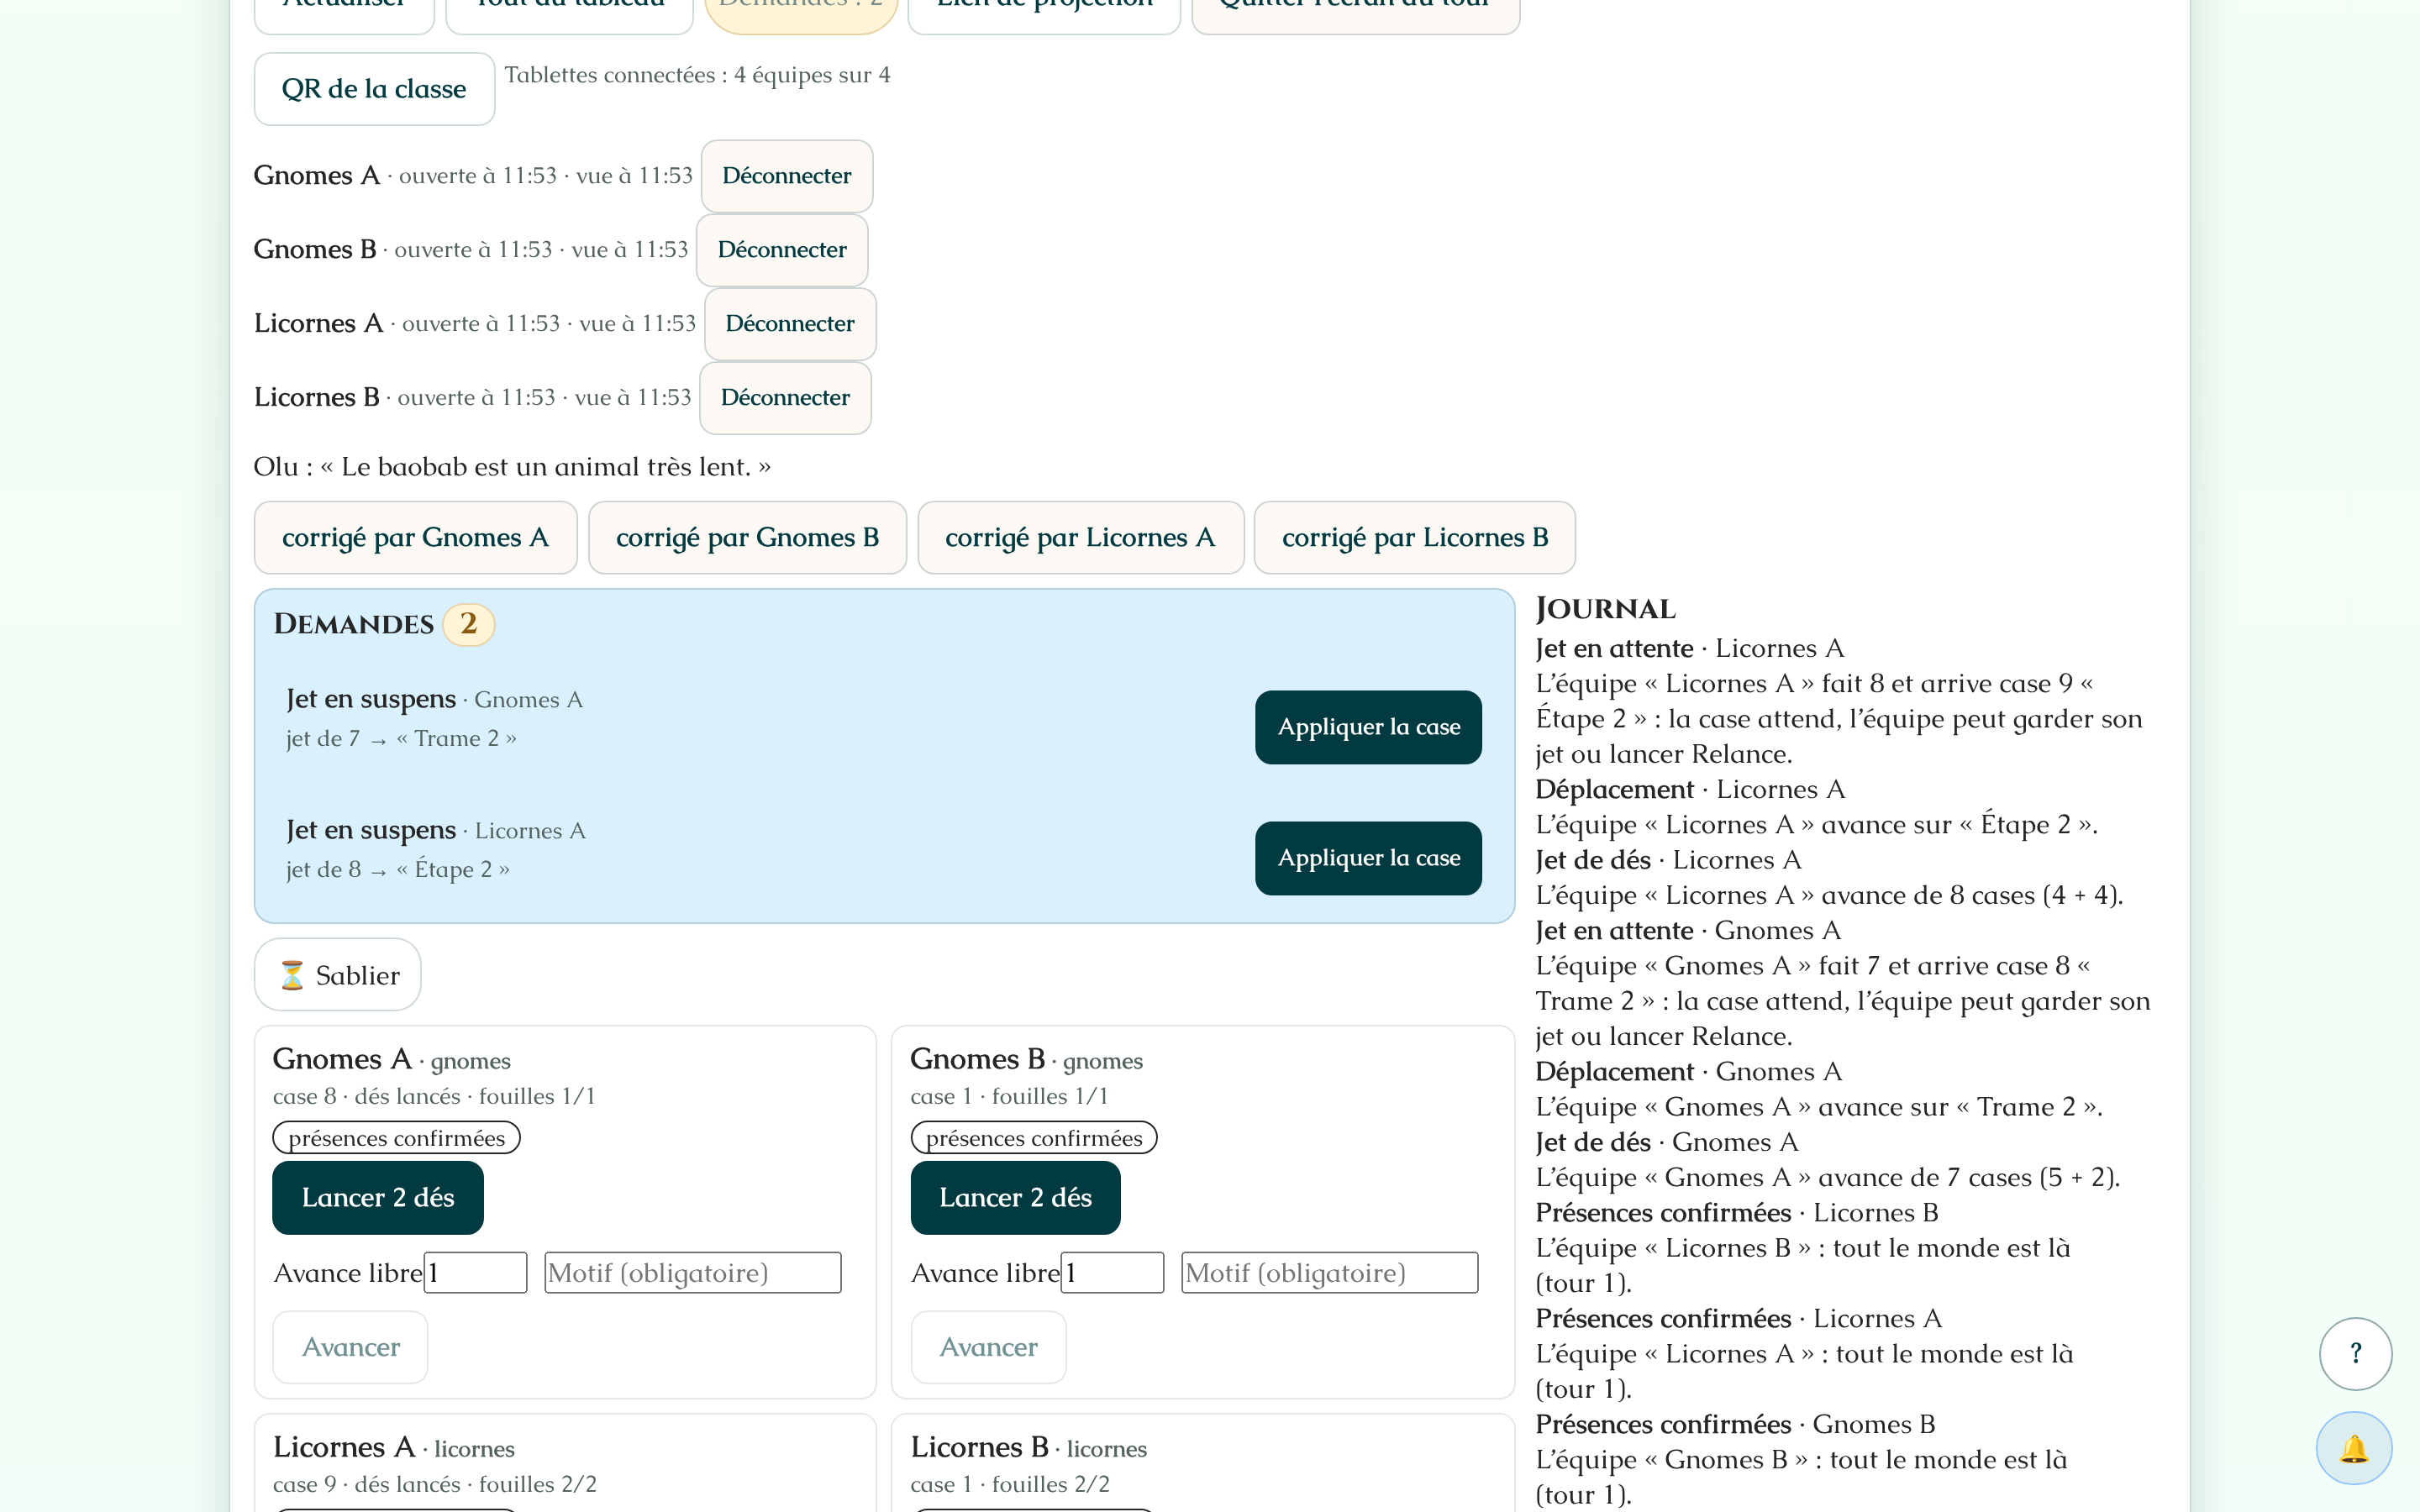 Actualiser
Tout du tableau
Demandes : 2
Lien de projection
Quitter l'écran du tour
QR de la classe
Tablettes connectées : 4 équipes sur 4
Gnomes A · ouverte à 11:53 · vue à 11:53 Déconnecter
Gnomes B · ouverte à 11:53 · vue à 11:53 Déconnecter
Licornes A · ouverte à 11:53 · vue à 11:53 Déconnecter
Licornes B · ouverte à 11:53 · vue à 11:53 Déconnecter
Olu : « Le baobab est un animal très lent. »
corrigé par Gnomes A
corrigé par Gnomes B
corrigé par Licornes A
corrigé par Licornes B
Demandes 2
Jet en suspens · Gnomes A
jet de 7 → « Trame 2 »
Appliquer la case
Jet en suspens · Licornes A
jet de 8 → « Étape 2 »
Appliquer la case
⏳ Sablier
Gnomes A · gnomes
case 8 · dés lancés · fouilles 1/1
présences confirmées
Lancer 2 dés
Avance libre 1 Motif (obligatoire)
Avancer
Gnomes B · gnomes
case 1 · fouilles 1/1
présences confirmées
Lancer 2 dés
Avance libre 1 Motif (obligatoire)
Avancer
Licornes A · licornes
case 9 · dés lancés · fouilles 2/2
Licornes B · licornes
case 1 · fouilles 2/2
Journal
Jet en attente · Licornes A
L’équipe « Licornes A » fait 8 et arrive case 9 «
Étape 2 » : la case attend, l’équipe peut garder son
jet ou lancer Relance.
Déplacement · Licornes A
L’équipe « Licornes A » avance sur « Étape 2 ».
Jet de dés · Licornes A
L’équipe « Licornes A » avance de 8 cases (4 + 4).
Jet en attente · Gnomes A
L’équipe « Gnomes A » fait 7 et arrive case 8 «
Trame 2 » : la case attend, l’équipe peut garder son
jet ou lancer Relance.
Déplacement · Gnomes A
L’équipe « Gnomes A » avance sur « Trame 2 ».
Jet de dés · Gnomes A
L’équipe « Gnomes A » avance de 7 cases (5 + 2).
Présences confirmées · Licornes B
L’équipe « Licornes B » : tout le monde est là
(tour 1).
Présences confirmées · Licornes A
L’équipe « Licornes A » : tout le monde est là
(tour 1).
Présences confirmées · Gnomes B
L’équipe « Gnomes B » : tout le monde est là
(tour 1).
?